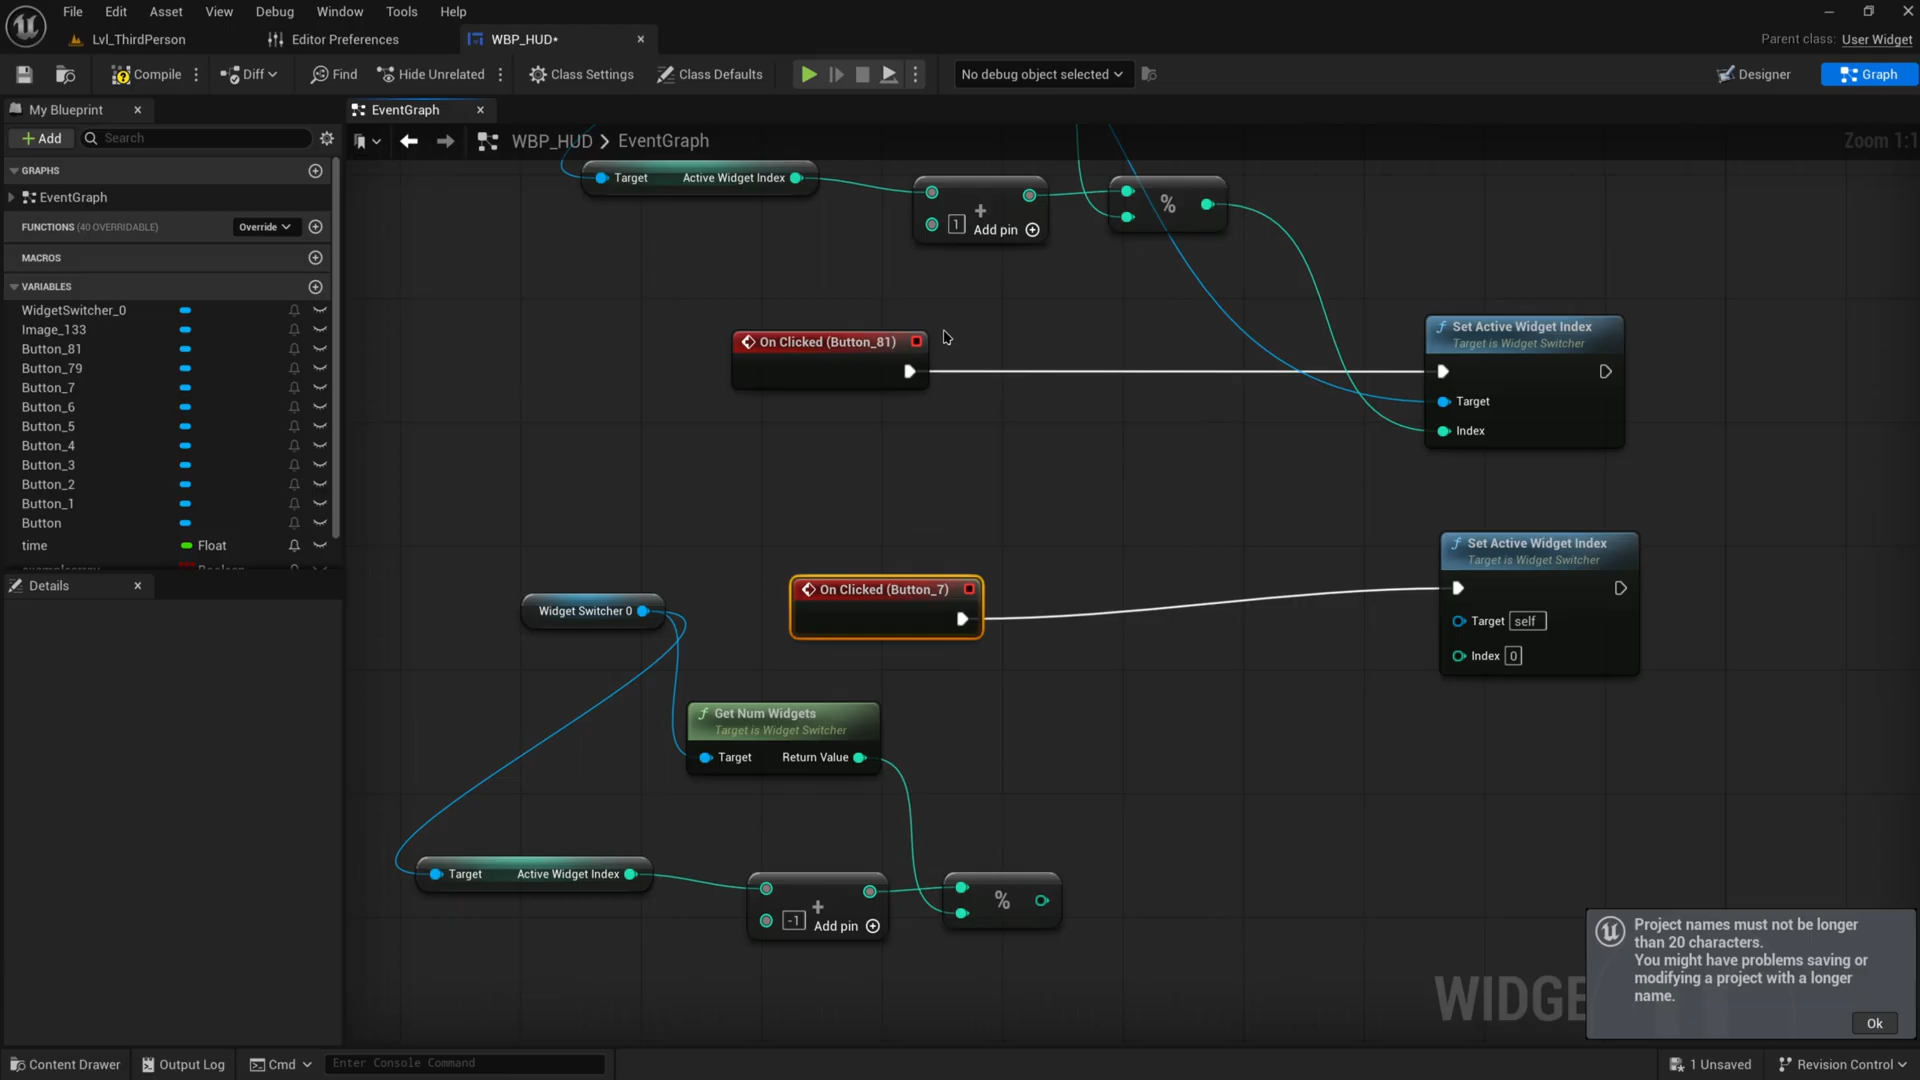 File Edit Asset View Debug Window Tools Help
Lvl_ThirdPerson
Editor Preferences
WBP_HUD*
Parent class: User Widget
Compile
Diff
Find
Hide Unrelated
Class Settings
Class Defaults
No debug object selected
Designer
Graph
My Blueprint
EventGraph
+ Add
Search
WBP_HUD > EventGraph
Zoom 1:1
GRAPHS
EventGraph
FUNCTIONS (40 OVERRIDABLE)
Override
MACROS
VARIABLES
WidgetSwitcher_0
Image_133
Button_81
Button_79
Button_7
Button_6
Button_5
Button_4
Button_3
Button_2
Button_1
Button
time Float
Details
Target Active Widget Index
+
1 Add pin
%
On Clicked (Button_81)
f Set Active Widget Index
Target is Widget Switcher
Target
Index
Widget Switcher 0
On Clicked (Button_7)
f Set Active Widget Index
Target is Widget Switcher
Target self
Index 0
f Get Num Widgets
Target is Widget Switcher
Target Return Value
Target Active Widget Index
+
-1 Add pin
%
WIDGE
Project names must not be longer
than 20 characters.
You might have problems saving or
modifying a project with a longer
name.
Ok
Content Drawer
Output Log
Cmd
Enter Console Command
1 Unsaved
Revision Control